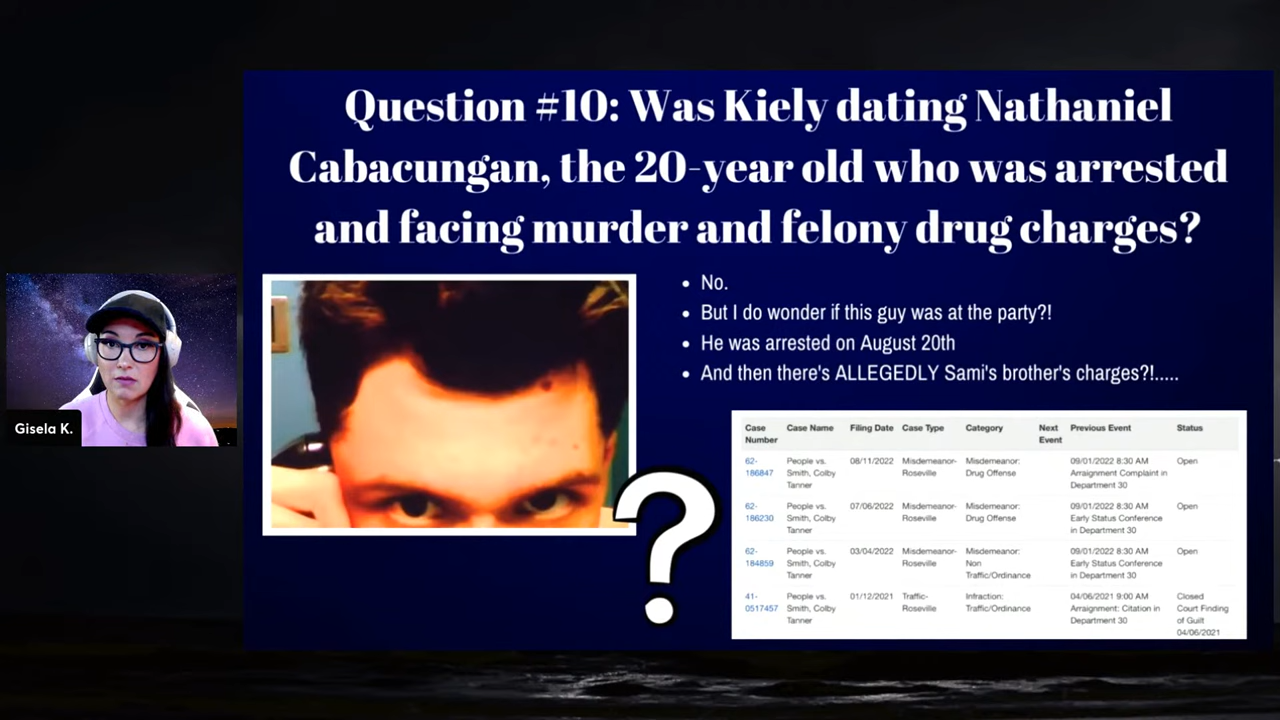 Question #10: Was Kiely dating Nathaniel
Cabacungan, the 20-year old who was arrested
and facing murder and felony drug charges?
No.
But I do wonder if this guy was at the party?!
He was arrested on August 20th
And then there's ALLEGEDLY Sami's brother's charges?!.....
Gisela K.
?
Case Number Case Name Filing Date Case Type Category Next Event Previous Event Status
62-186847 People vs. Smith, Colby Tanner 08/11/2022 Misdemeanor-Roseville Misdemeanor: Drug Offense 09/01/2022 8:30 AM Arraignment Complaint in Department 30 Open
62-186230 People vs. Smith, Colby Tanner 07/06/2022 Misdemeanor-Roseville Misdemeanor: Drug Offense 09/01/2022 8:30 AM Early Status Conference in Department 30 Open
62-184859 People vs. Smith, Colby Tanner 03/04/2022 Misdemeanor-Roseville Misdemeanor: Non Traffic/Ordinance 09/01/2022 8:30 AM Early Status Conference in Department 30 Open
41-0517457 People vs. Smith, Colby Tanner 01/12/2021 Traffic-Roseville Infraction: Traffic/Ordinance 04/06/2021 9:00 AM Arraignment: Citation in Department 30 Closed Court Finding of Guilt 04/06/2021